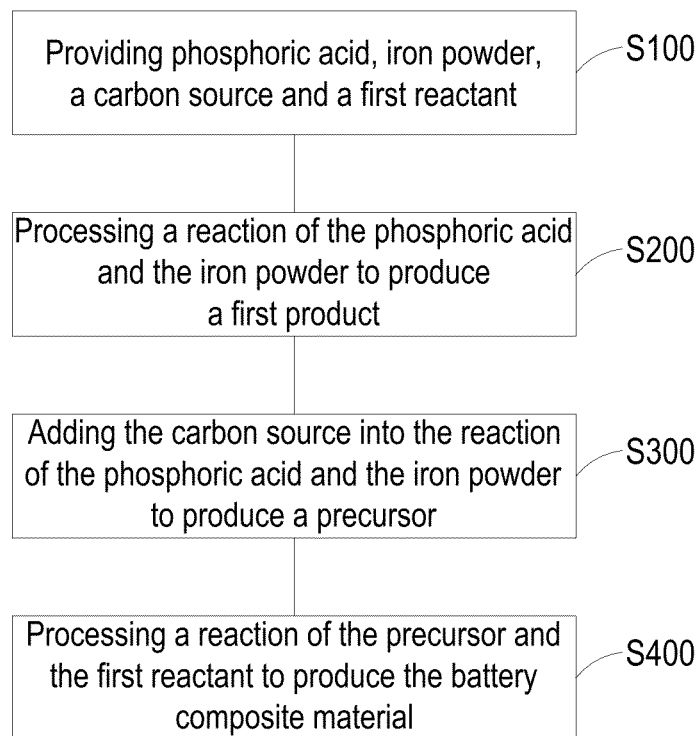 Providing phosphoric acid, iron powder,
a carbon source and a first reactant
S100
Processing a reaction of the phosphoric acid
and the iron powder to produce
a first product
S200
Adding the carbon source into the reaction
of the phosphoric acid and the iron powder
to produce a precursor
S300
Processing a reaction of the precursor and
the first reactant to produce the battery
composite material
S400